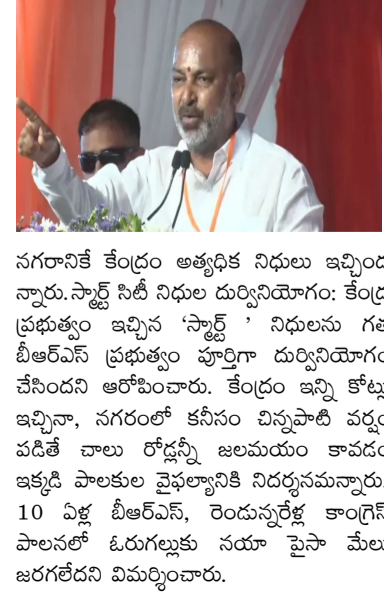 నగరానికే కేంద్రం అత్యధిక నిధులు ఇచ్చింద
న్నారు.స్మార్ట్ సిటీ నిధుల దుర్వినియోగం: కేంద్ర
ప్రభుత్వం ఇచ్చిన ‘స్మార్ట్ ’ నిధులను గత
బీఆర్ఎస్ ప్రభుత్వం పూర్తిగా దుర్వినియోగం
చేసిందని ఆరోపించారు. కేంద్రం ఇన్ని కోట్లు
ఇచ్చినా, నగరంలో కనీసం చిన్నపాటి వర్షం
పడితే చాలు రోడ్లన్నీ జలమయం కావడం
ఇక్కడి పాలకుల వైఫల్యానికి నిదర్శనమన్నారు.
10 ఏళ్ల బీఆర్ఎస్, రెండున్నరేళ్ల కాంగ్రెస్
పాలనలో ఓరుగల్లుకు నయా పైసా మేలు
జరగలేదని విమర్శించారు.